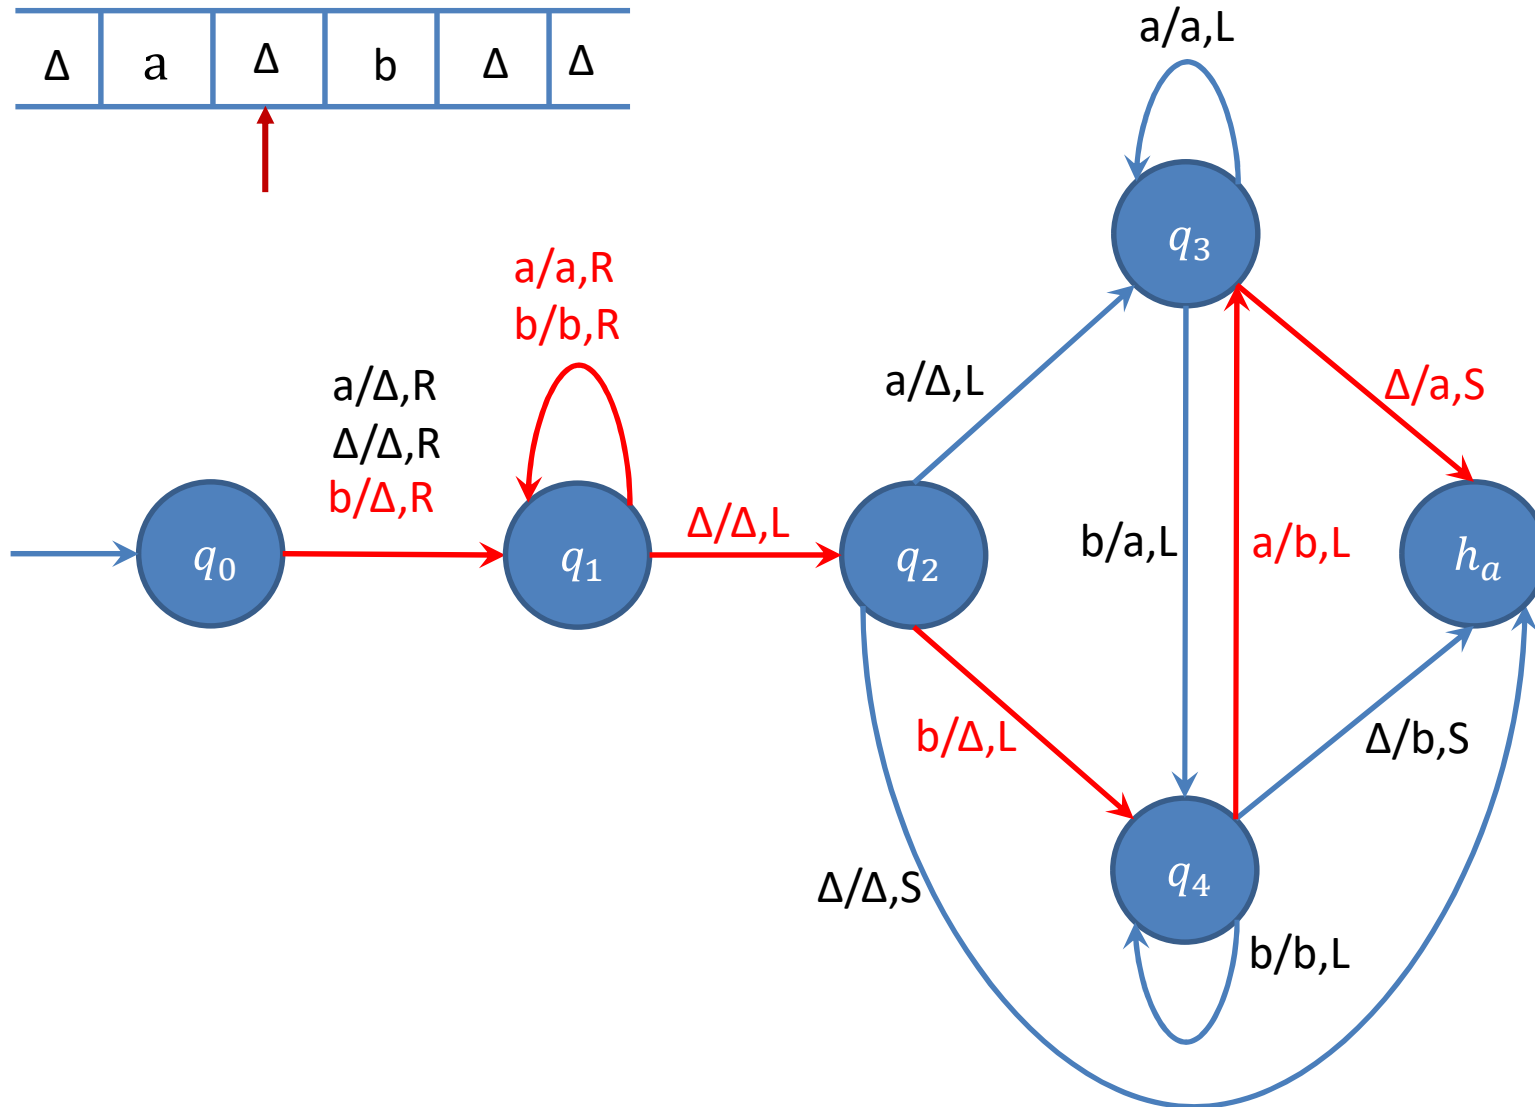 Δ a Δ b Δ Δ
a/a,L
q₃
a/a,R
b/b,R
a/Δ,R
Δ/Δ,R
b/Δ,R
a/Δ,L
Δ/a,S
q₀
q₁
Δ/Δ,L
q₂
b/a,L
a/b,L
hₐ
b/Δ,L
Δ/b,S
Δ/Δ,S
q₄
b/b,L